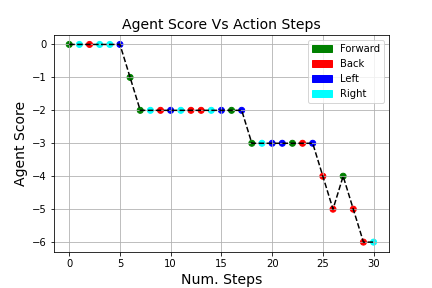 Agent Score Vs Action Steps
0
−1
−2
−3
−4
−5
−6
Agent Score
Forward
Back
Left
Right
0 5 10 15 20 25 30
Num. Steps